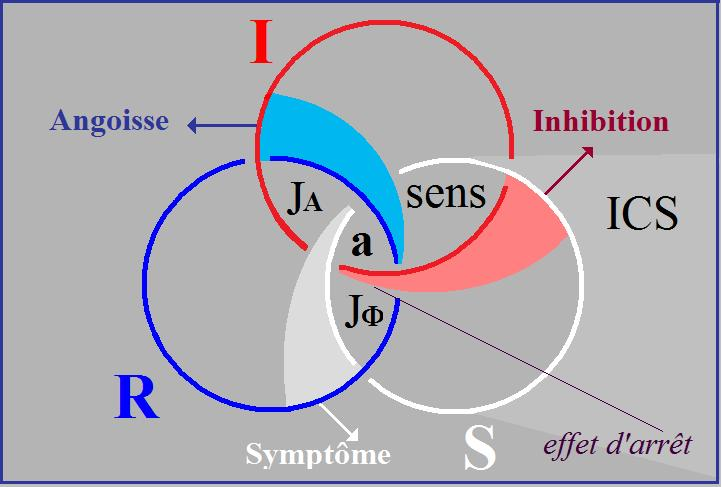 I
Angoisse
Inhibition
JA
sens
ICS
a
JΦ
R
Symptôme
S
effet d'arrêt